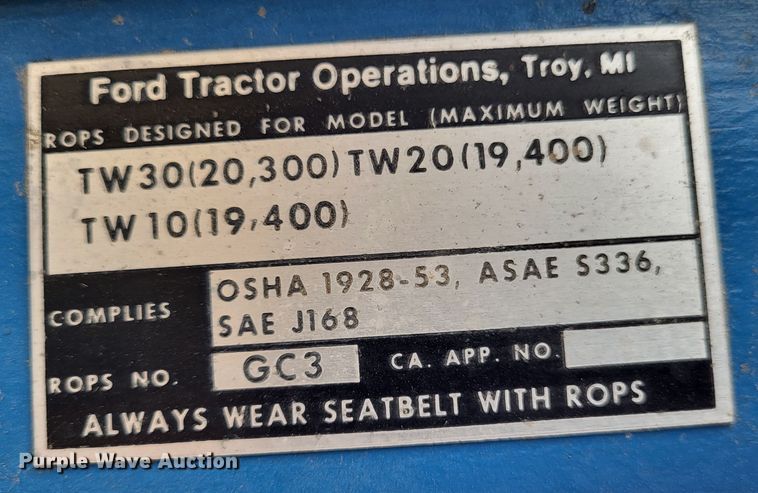 Ford Tractor Operations, Troy, MI
ROPS DESIGNED FOR MODEL (MAXIMUM WEIGHT)
TW30(20,300) TW20(19,400)
TW10(19,400)
COMPLIES OSHA 1928-53, ASAE S336,
SAE J168
ROPS NO. GC3 CA. APP. NO.
ALWAYS WEAR SEATBELT WITH ROPS
Purple Wave Auction